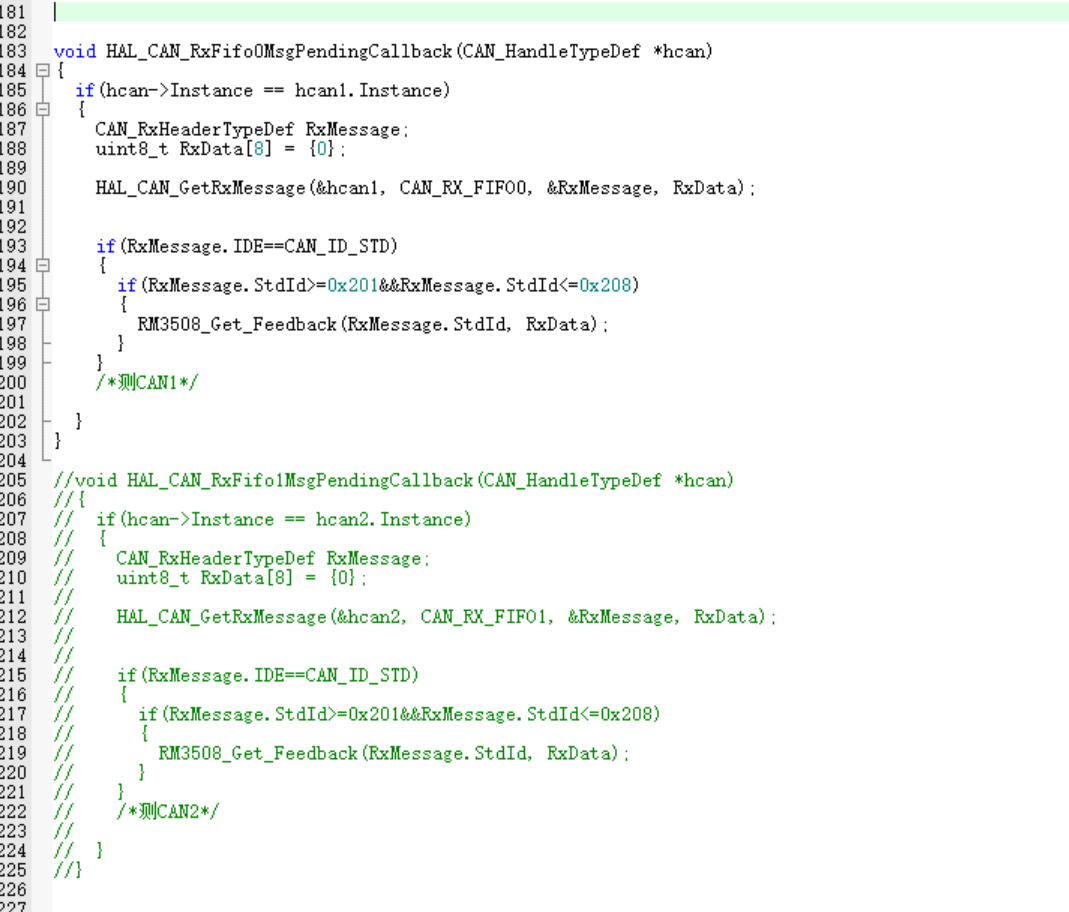 181
182
183 void HAL_CAN_RxFifo0MsgPendingCallback(CAN_HandleTypeDef *hcan)
184 {
185 if(hcan->Instance == hcan1.Instance)
186 {
187 CAN_RxHeaderTypeDef RxMessage;
188 uint8_t RxData[8] = {0};
189
190 HAL_CAN_GetRxMessage(&hcan1, CAN_RX_FIFO0, &RxMessage, RxData);
191
192
193 if(RxMessage.IDE==CAN_ID_STD)
194 {
195 if(RxMessage.StdId>=0x201&&RxMessage.StdId<=0x208)
196 {
197 RM3508_Get_Feedback(RxMessage.StdId, RxData);
198 }
199 }
200 /*测CAN1*/
201
202 }
203 }
204
205 //void HAL_CAN_RxFifo1MsgPendingCallback(CAN_HandleTypeDef *hcan)
206 //{
207 // if(hcan->Instance == hcan2.Instance)
208 // {
209 // CAN_RxHeaderTypeDef RxMessage;
210 // uint8_t RxData[8] = {0};
211 //
212 // HAL_CAN_GetRxMessage(&hcan2, CAN_RX_FIFO1, &RxMessage, RxData);
213 //
214 //
215 // if(RxMessage.IDE==CAN_ID_STD)
216 // {
217 // if(RxMessage.StdId>=0x201&&RxMessage.StdId<=0x208)
218 // {
219 // RM3508_Get_Feedback(RxMessage.StdId, RxData);
220 // }
221 // }
222 // /*测CAN2*/
223 //
224 // }
225 //}
226
227